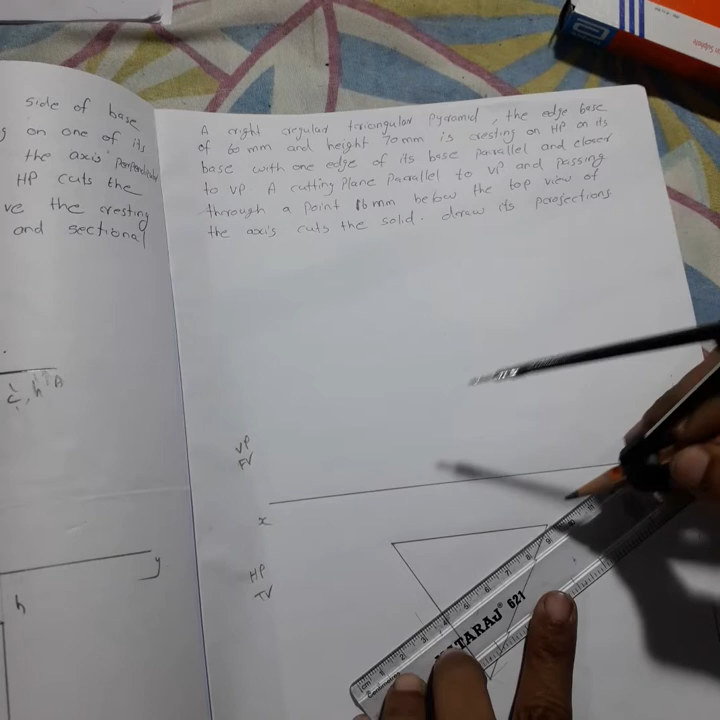 side of base
on one of its
the axis perpendicular
HP cuts the
ve the resting
and sectional
A right regular triangular pyramid, the edge base
of 60 mm and height 70mm is resting on HP on its
base with one edge of its base parallel and closer
to VP A cutting plane parallel to VP and passing
through a point 16 mm below the top view of
the axis cuts the solid. draw its projections
VP
FV
x
HP
TV
y
h
NATARAJ® 621
cm
Centimetres